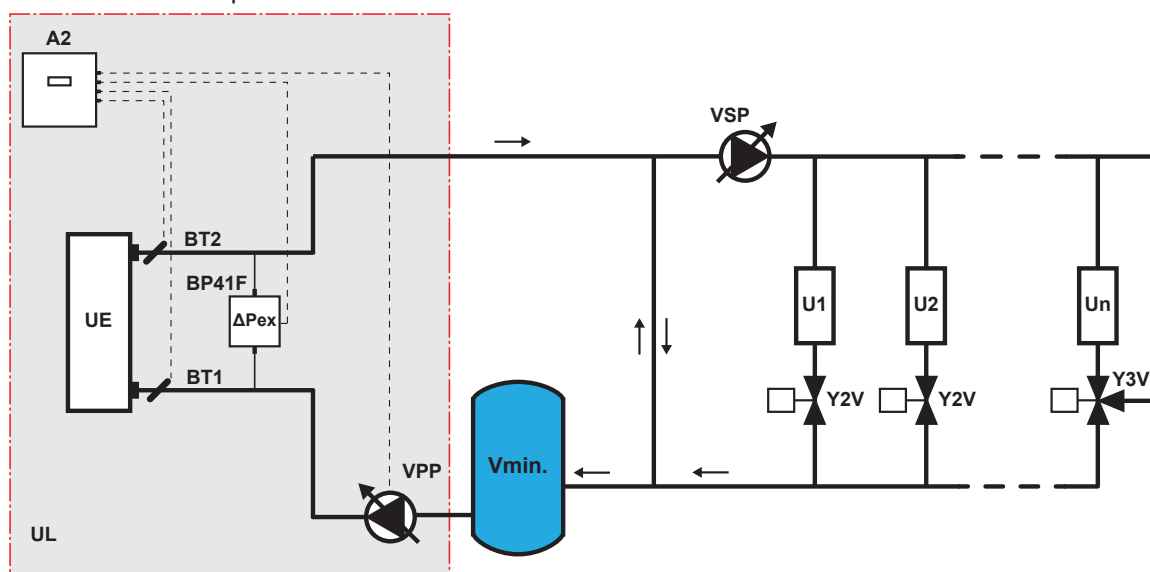 A2
VSP
BT2
BP41F
ΔPex
UE
U1
U2
Un
BT1
Y2V
Y2V
Y3V
Vmin.
VPP
UL